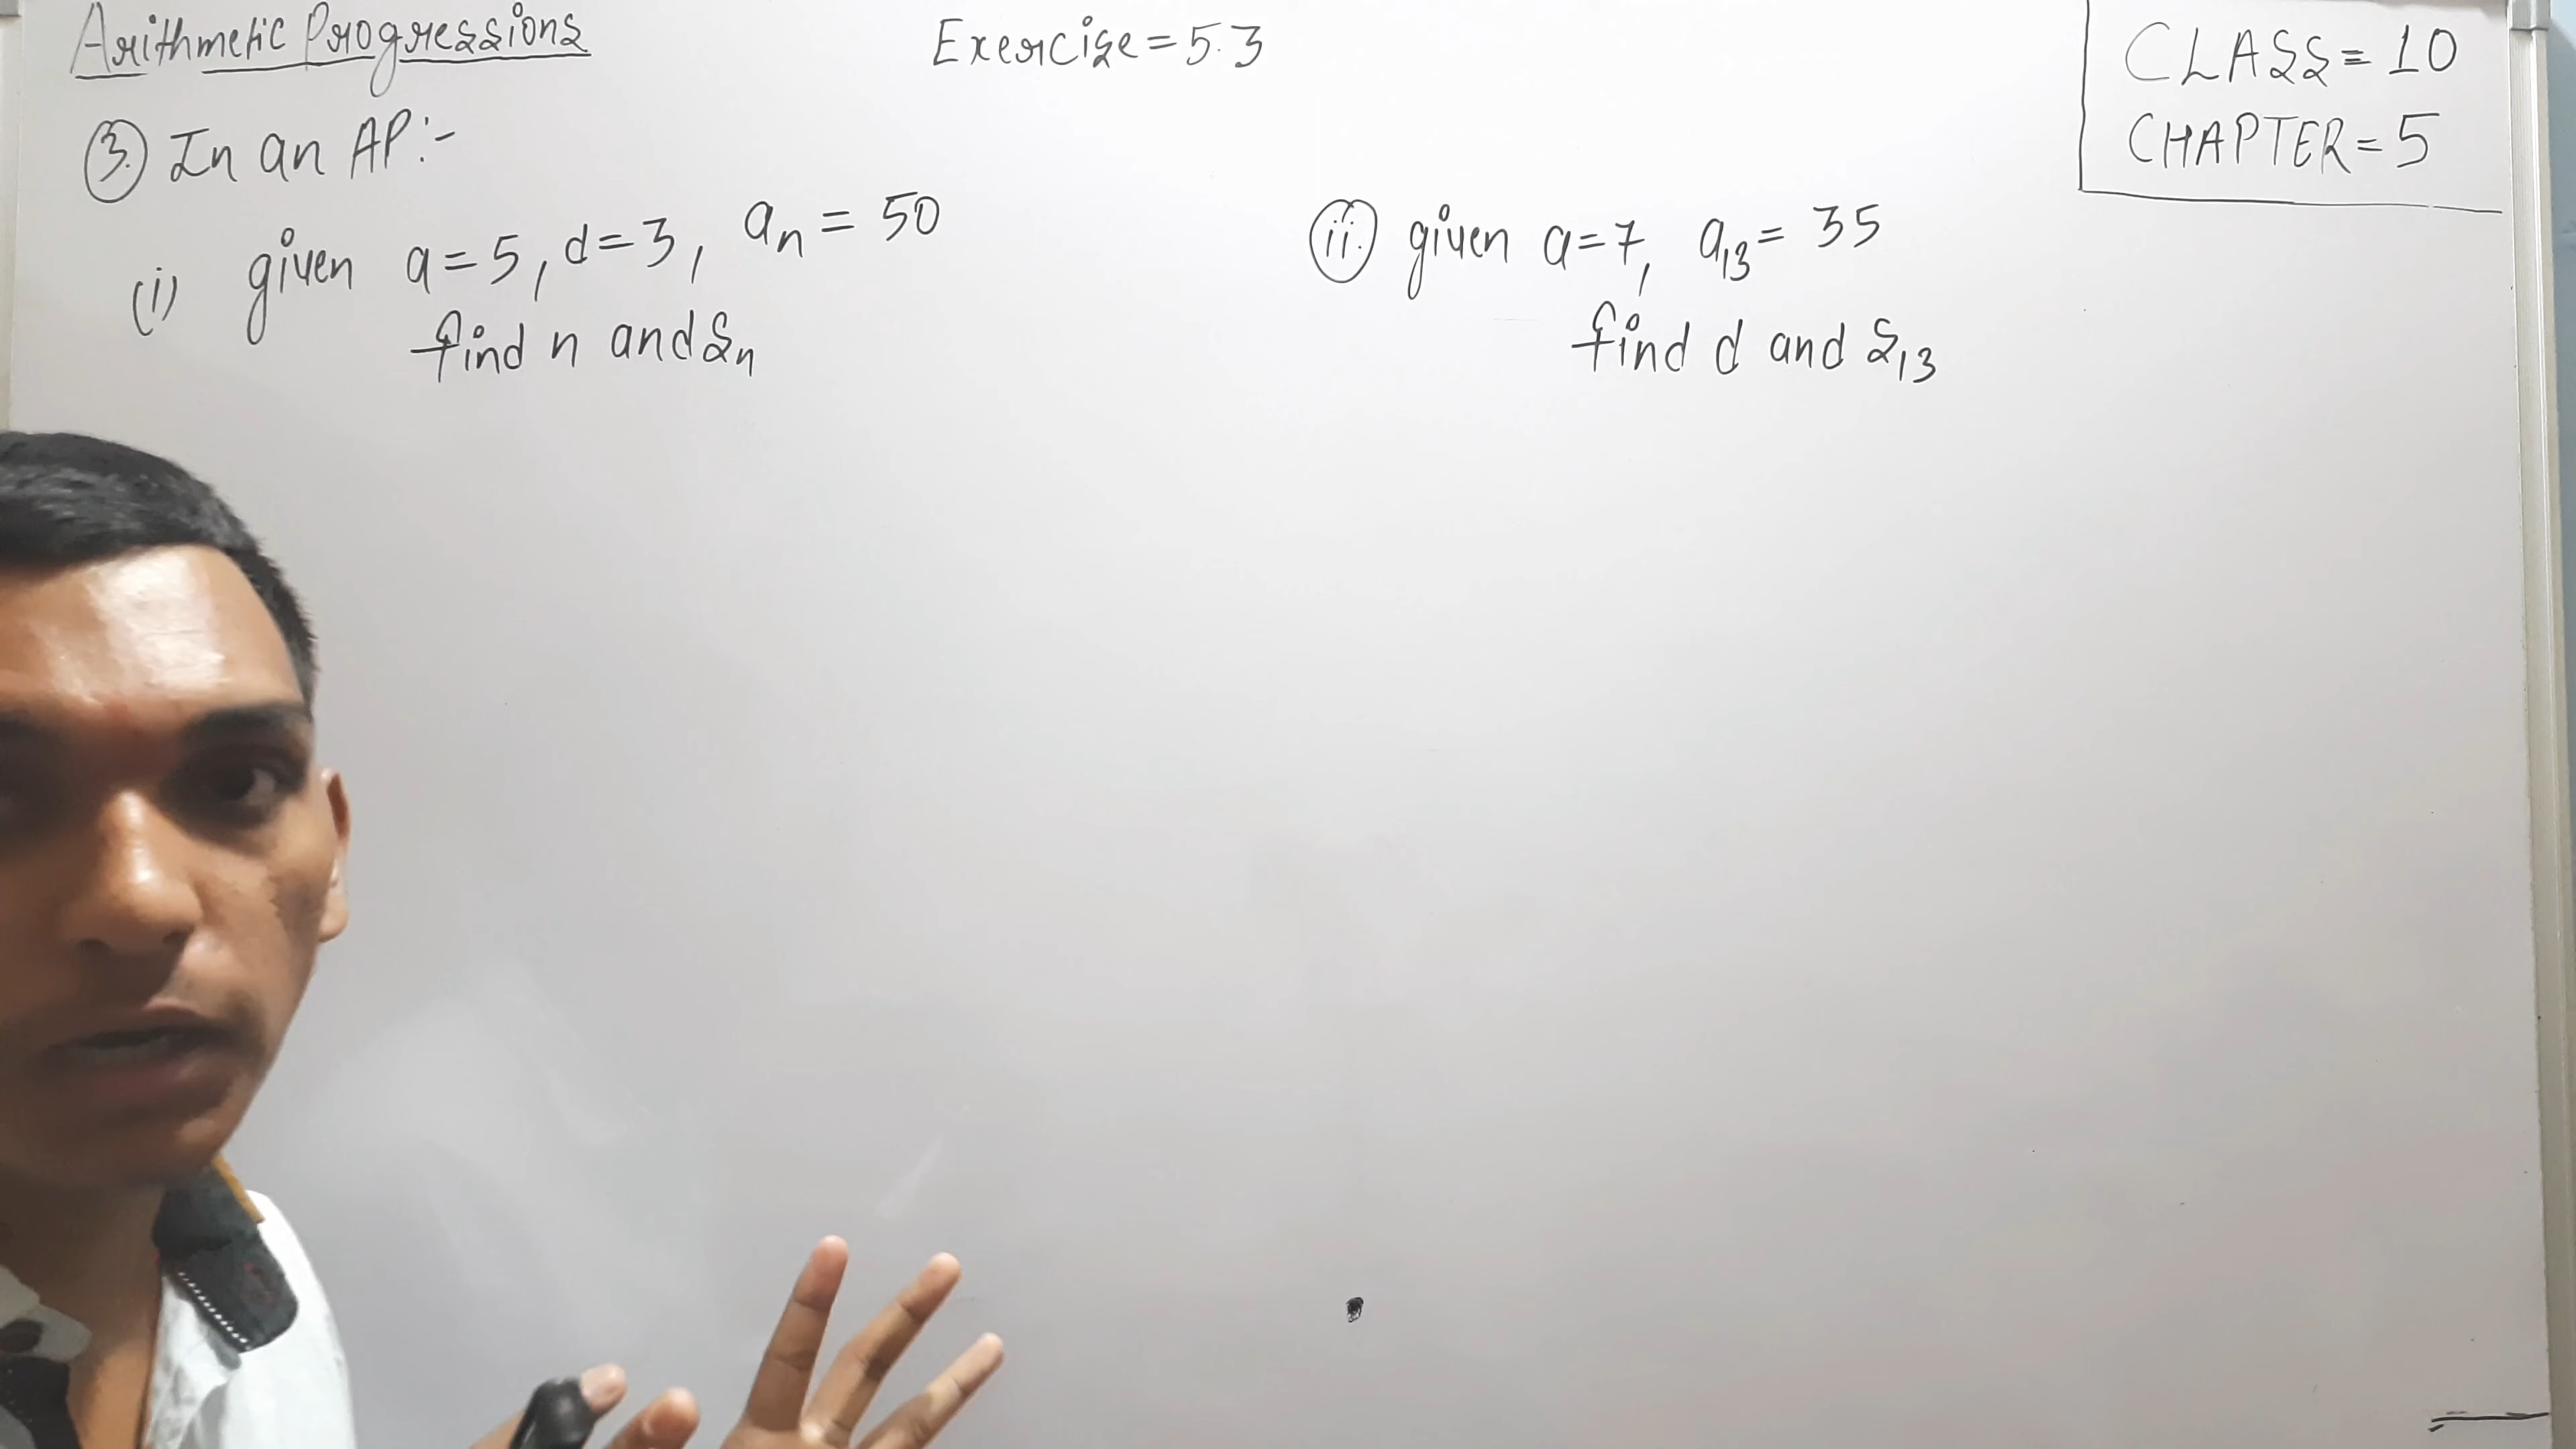 Arithmetic Progressions
Exercise = 5.3
CLASS = 10
CHAPTER = 5
3. In an AP:-
(i) given a = 5, d = 3, aₙ = 50
find n and Sₙ
ii. given a = 7, a₁₃ = 35
find d and S₁₃